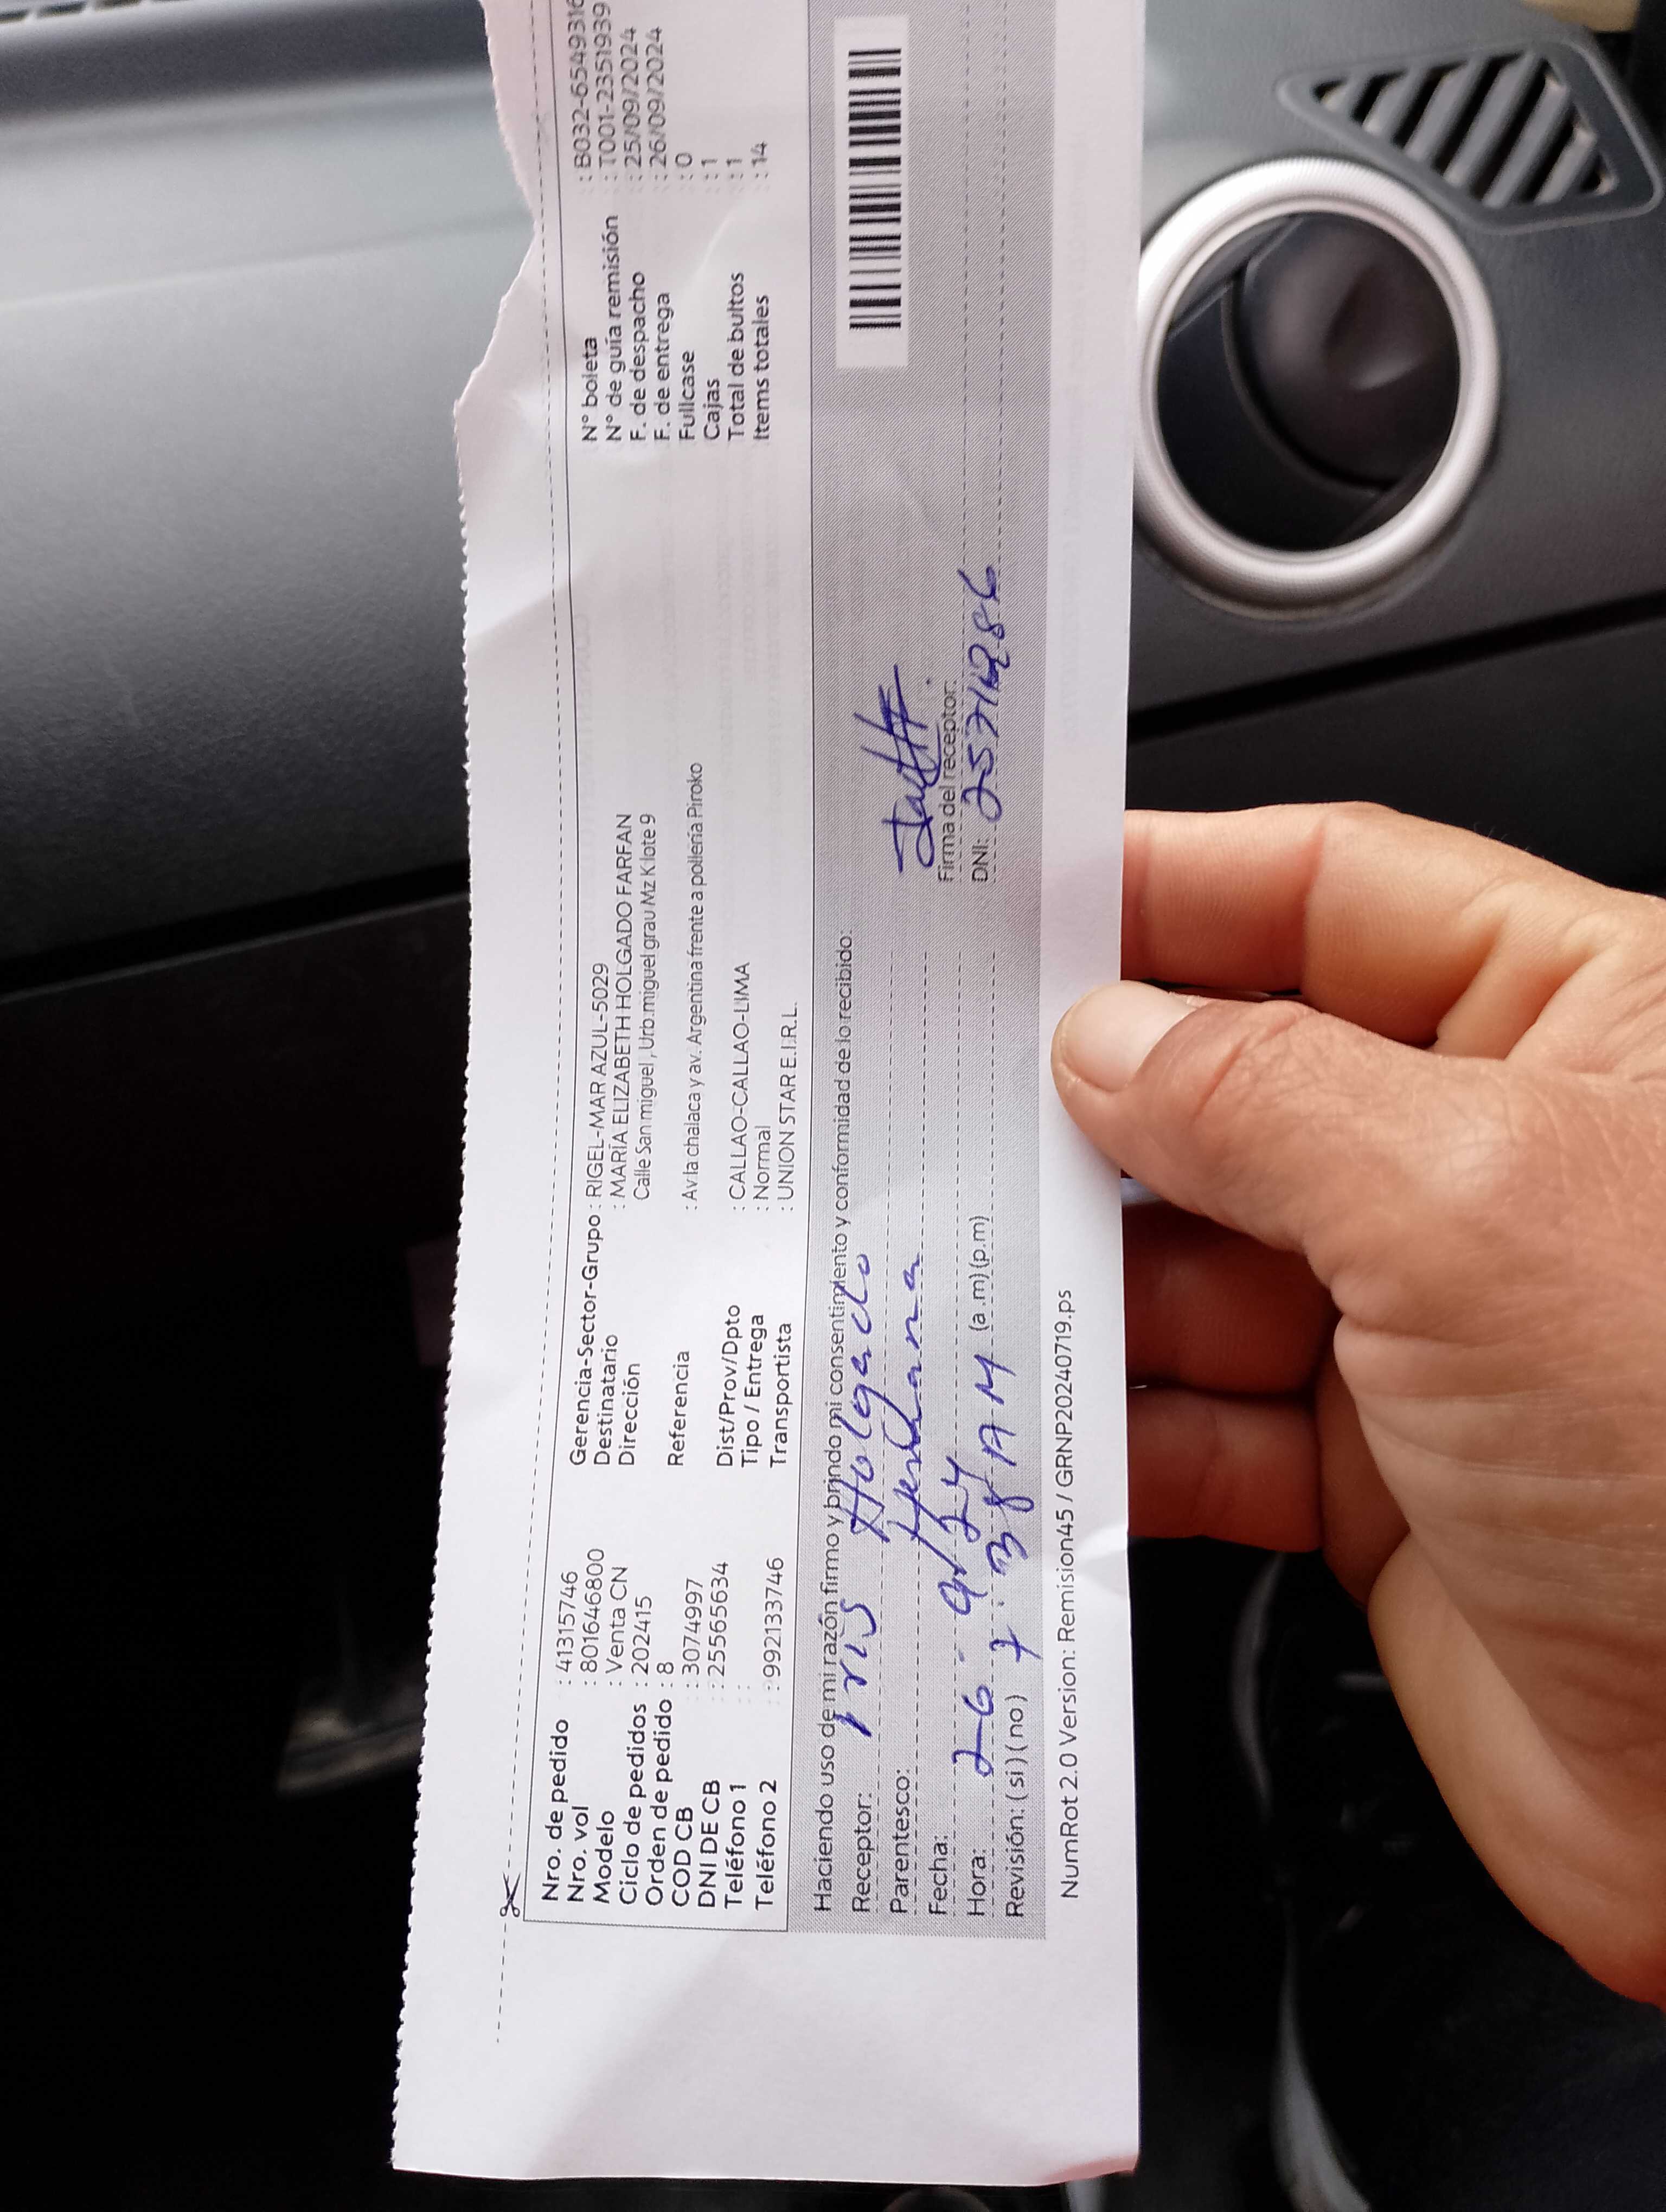 Nro. de pedido : 41315746
Nro. vol : 801646800
Modelo : Venta CN
Ciclo de pedidos : 202415
Orden de pedido : 8
COD CB : 3074997
DNI DE CB : 25565634
Teléfono 1 :
Teléfono 2 : 992133746
Gerencia-Sector-Grupo : RIGEL-MAR AZUL-5029
Destinatario : MARÍA ELIZABETH HOLGADO FARFAN
Dirección Calle San miguel , Urb.miguel grau Mz K lote 9
Referencia : Av la chalaca y av. Argentina frente a pollería Piroko
Dist/Prov/Dpto : CALLAO-CALLAO-LIMA
Tipo / Entrega : Normal
Transportista : UNION STAR E.I.R.L.
N° boleta : B032-6549316
N° de guía remisión : T001-2351939
F. de despacho : 25/09/2024
F. de entrega : 26/09/2024
Fullcase : 0
Cajas : 1
Total de bultos : 1
Items totales : 14
Haciendo uso de mi razón firmo y brindo mi consentimiento y conformidad de lo recibido:
Receptor: Iris Holgado
Parentesco: Hermana
Fecha: 26-9/24
Hora: 7:38 AM (a.m) (p.m)
Revisión: ( si ) ( no )
Firma del receptor:
DNI:
NumRot 2.0 Version: Remision45 / GRNP20240719.ps